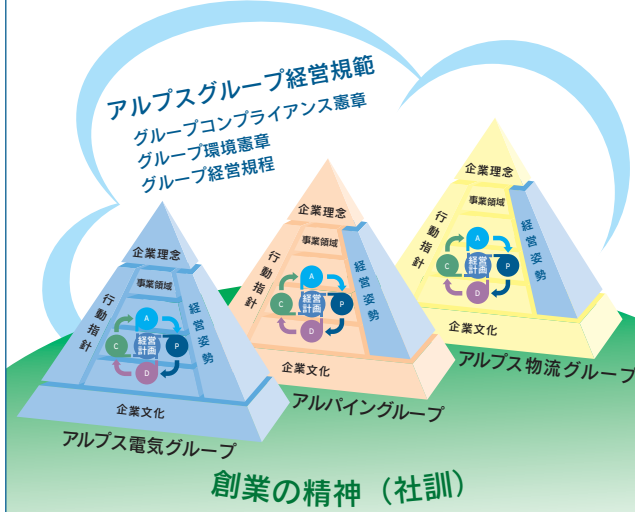 アルプスグループ経営規範
グループコンプライアンス憲章
グループ環境憲章
グループ経営規程
企業理念
事業領域
行動指針
経営姿勢
A
C
経営
計画
P
D
企業文化
アルプス電気グループ
企業理念
事業領域
行動指針
経営姿勢
A
C
経営
計画
P
D
企業文化
アルパイングループ
企業理念
事業領域
行動指針
経営姿勢
A
C
経営
計画
P
D
企業文化
アルプス物流グループ
創業の精神（社訓）